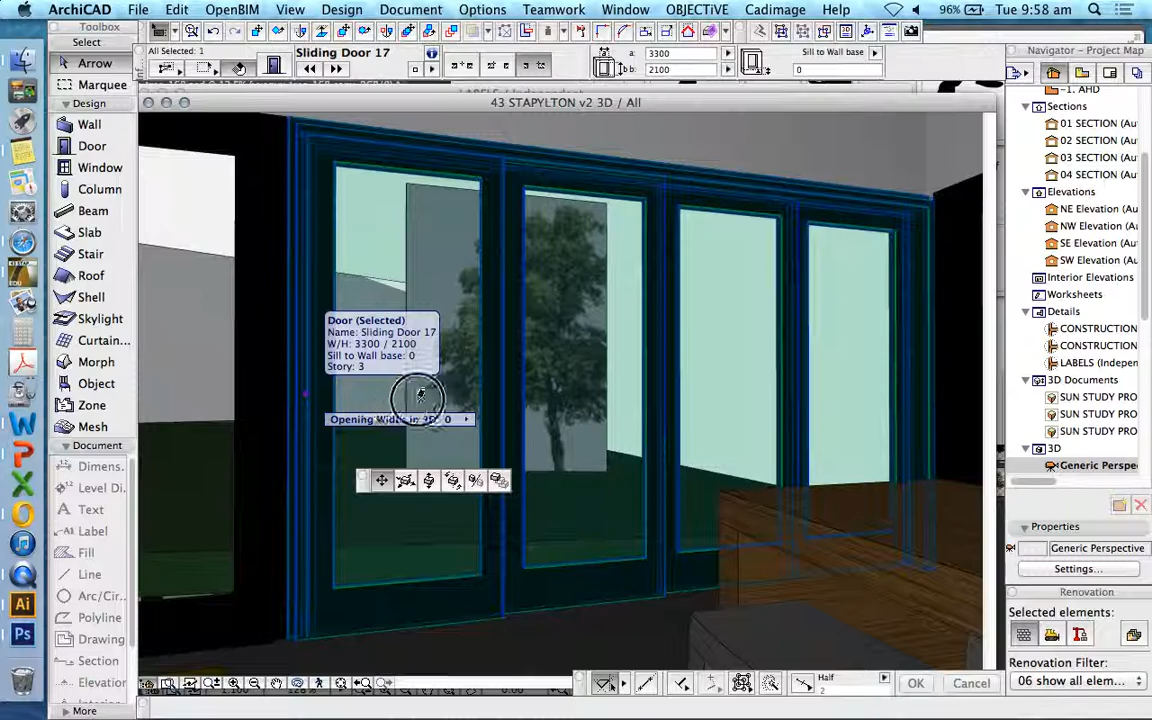 ArchiCAD File Edit OpenBIM View Design Document Options Teamwork Window OBJECTiVE Cadimage Help 96% Tue 9:58 am
Toolbox
Select
Arrow
Marquee
Design
Wall
Door
Window
Column
Beam
Slab
Stair
Roof
Shell
Skylight
Curtain...
Morph
Object
Zone
Mesh
Document
Dimens.
Level Di.
Text
Label
Fill
Line
Arc/Cir.
Polyline
Drawing
Section
Elevation
More
All Selected: 1
Sliding Door 17
a: 3300
b: 2100
Sill to Wall base:
0
43 STAPYLTON v2 3D / All
Door (Selected)
Name: Sliding Door 17
W/H: 3300 / 2100
Sill to Wall base: 0
Story: 3
Half
2
OK
Cancel
Navigator - Project Map
-1. AHD
Sections
01 SECTION (Au
02 SECTION (Au
03 SECTION (Au
04 SECTION (Au
Elevations
NE Elevation (Au
NW Elevation (Au
SE Elevation (Au
SW Elevation (Au
Interior Elevations
Worksheets
Details
CONSTRUCTION
CONSTRUCTION
LABELS (Indepen
3D Documents
SUN STUDY PRO
SUN STUDY PRO
SUN STUDY PRO
3D
Generic Perspe
Properties
Generic Perspective
Settings...
Renovation
Selected elements:
Renovation Filter:
06 show all elem...